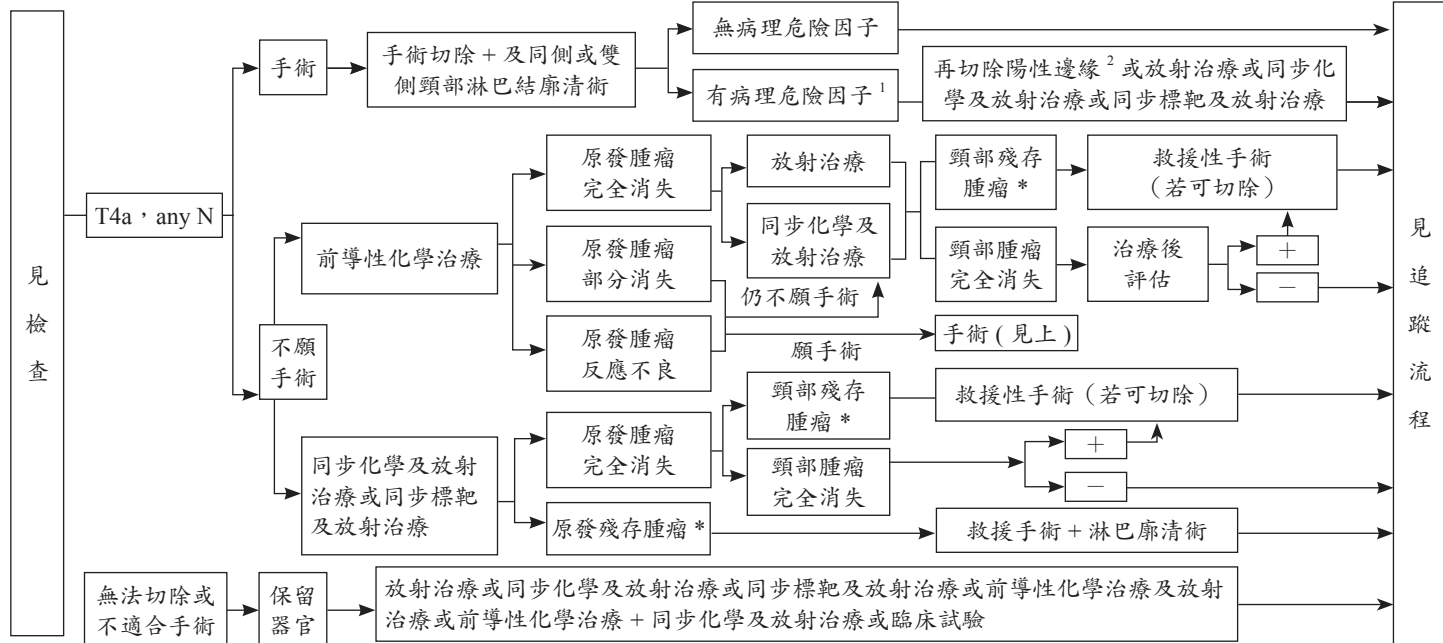 見檢查
T4a，any N
手術
手術切除 + 及同側或雙
側頸部淋巴結廓清術
無病理危險因子
有病理危險因子1
再切除陽性邊緣2 或放射治療或同步化
學及放射治療或同步標靶及放射治療
不願
手術
前導性化學治療
原發腫瘤
完全消失
原發腫瘤
部分消失
原發腫瘤
反應不良
放射治療
同步化學及
放射治療
仍不願手術
願手術
手術 ( 見上 )
頸部殘存
腫瘤 *
頸部腫瘤
完全消失
救援性手術
（若可切除）
治療後
評估
+
−
同步化學及放射
治療或同步標靶
及放射治療
原發腫瘤
完全消失
原發殘存腫瘤 *
頸部殘存
腫瘤 *
頸部腫瘤
完全消失
救援性手術（若可切除）
+
−
救援手術 + 淋巴廓清術
無法切除或
不適合手術
保留
器官
放射治療或同步化學及放射治療或同步標靶及放射治療或前導性化學治療及放射
治療或前導性化學治療 + 同步化學及放射治療或臨床試驗
見追蹤流程